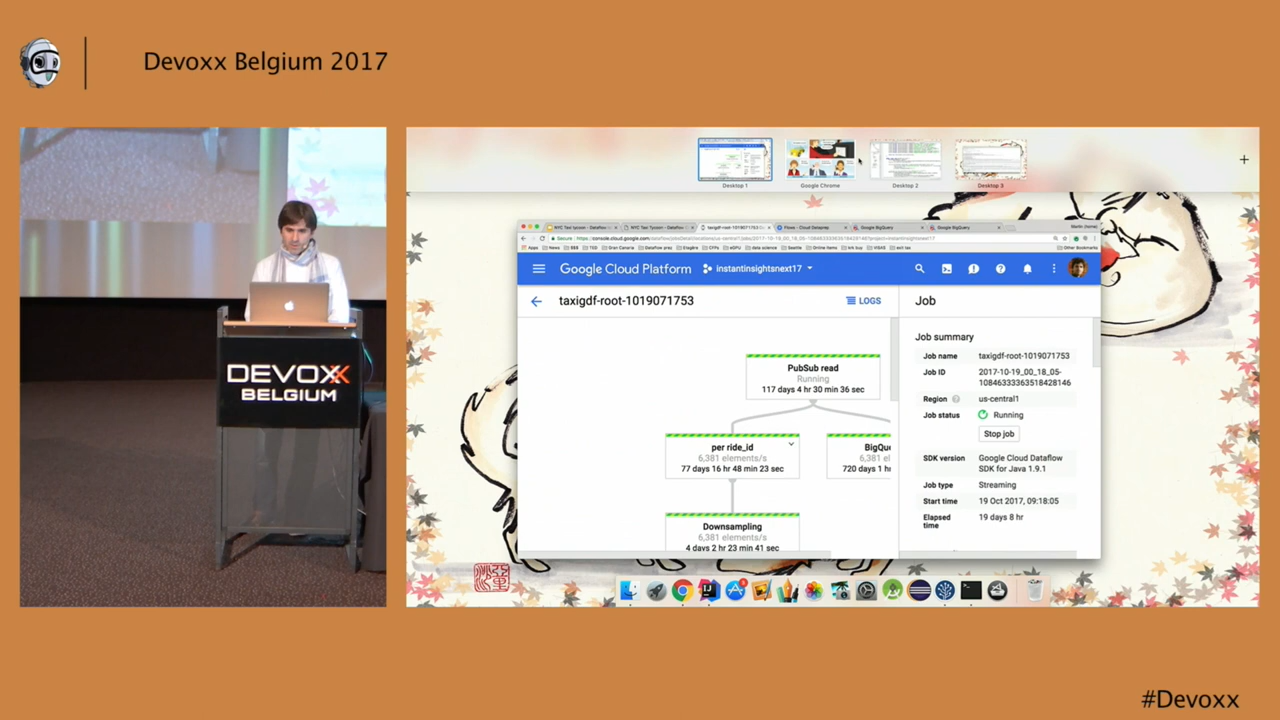 Devoxx Belgium 2017
DEVOXX
BELGIUM
Desktop 1
Google Chrome
Desktop 2
Desktop 3
Google Cloud Platform
instantinsightsnext17
taxigdf-root-1019071753
LOGS
Job
PubSub read
Running
117 days 4 hr 30 min 36 sec
per ride_id
6,381 elements/s
77 days 16 hr 48 min 23 sec
BigQue
6,381 el
720 days 1 h
Downsampling
6,381 elements/s
4 days 2 hr 23 min 41 sec
Job summary
Job name taxigdf-root-1019071753
Job ID 2017-10-19_00_18_05-
10846333363518428146
Region us-central1
Job status Running
Stop job
SDK version Google Cloud Dataflow
SDK for Java 1.9.1
Job type Streaming
Start time 19 Oct 2017, 09:18:05
Elapsed 19 days 8 hr
time
#Devoxx